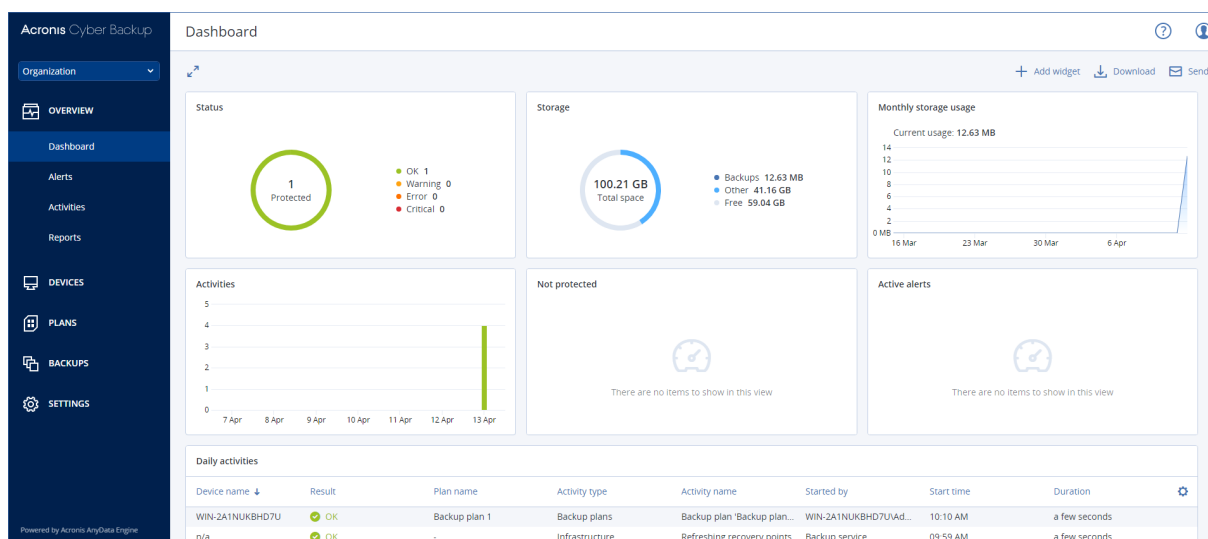 Acronis Cyber Backup
Dashboard
Organization
Add widget
Download
Send
OVERVIEW
Dashboard
Alerts
Activities
Reports
DEVICES
PLANS
BACKUPS
SETTINGS
Powered by Acronis AnyData Engine
Status
1
Protected
OK 1
Warning 0
Error 0
Critical 0
Storage
100.21 GB
Total space
Backups 12.63 MB
Other 41.16 GB
Free 59.04 GB
Monthly storage usage
Current usage: 12.63 MB
14
12
10
8
6
4
2
0 MB
16 Mar 23 Mar 30 Mar 6 Apr
Activities
5
4
3
2
1
0
7 Apr 8 Apr 9 Apr 10 Apr 11 Apr 12 Apr 13 Apr
Not protected
There are no items to show in this view
Active alerts
There are no items to show in this view
Daily activities
Device name Result Plan name Activity type Activity name Started by Start time Duration
WIN-2A1NUKBHD7U OK Backup plan 1 Backup plans Backup plan 'Backup plan... WIN-2A1NUKBHD7U\Ad... 10:10 AM a few seconds
n/a OK - Infrastructure Refreshing recovery points Backup service 09:59 AM a few seconds